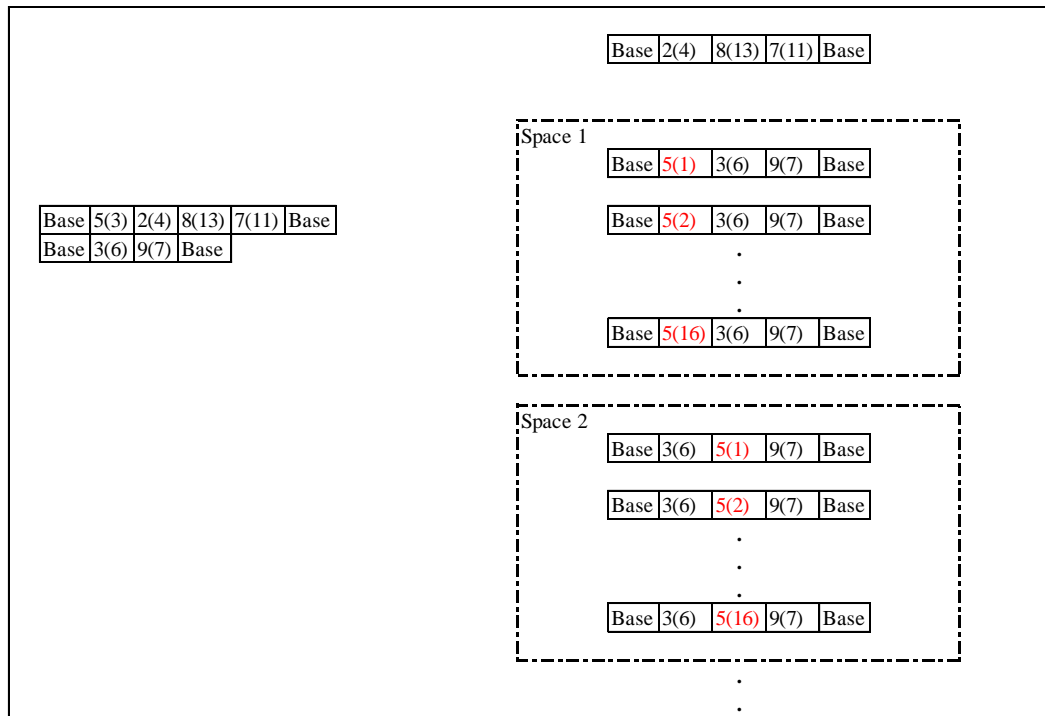 Base 2(4) 8(13) 7(11) Base
Space 1
Base 5(1) 3(6) 9(7) Base
Base 5(3) 2(4) 8(13) 7(11) Base
Base 5(2) 3(6) 9(7) Base
Base 3(6) 9(7) Base
.
.
.
Base 5(16) 3(6) 9(7) Base
Space 2
Base 3(6) 5(1) 9(7) Base
Base 3(6) 5(2) 9(7) Base
.
.
.
Base 3(6) 5(16) 9(7) Base
.
.